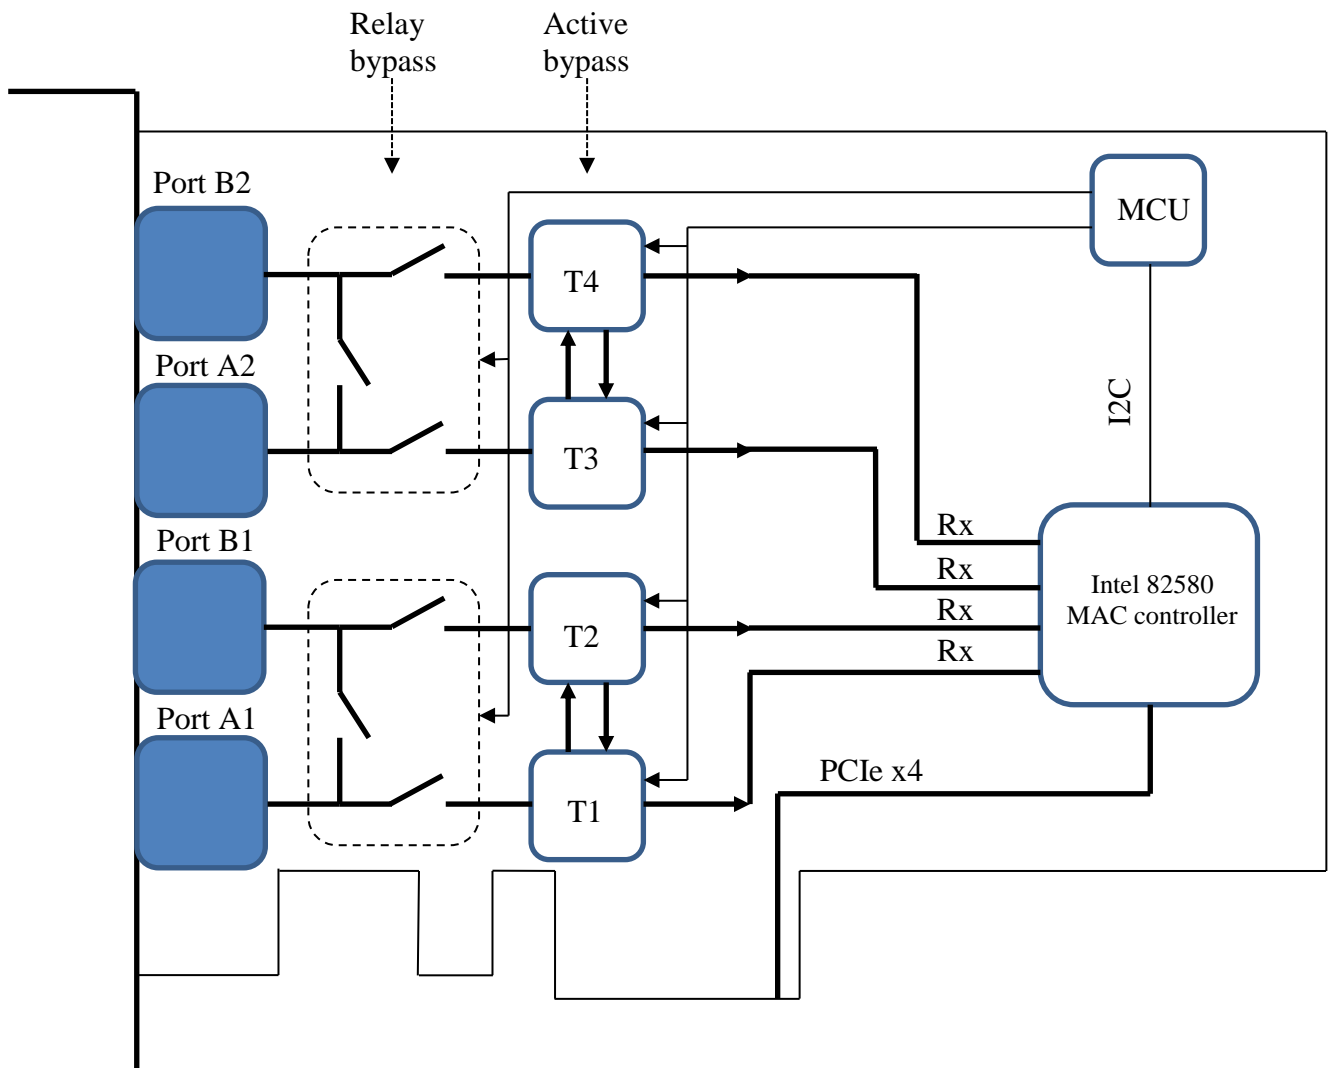 Relay
bypass
Active
bypass
Port B2
MCU
T4
Port A2
I2C
T3
Rx
Port B1
Rx
Intel 82580
MAC controller
Rx
T2
Rx
Port A1
PCIe x4
T1